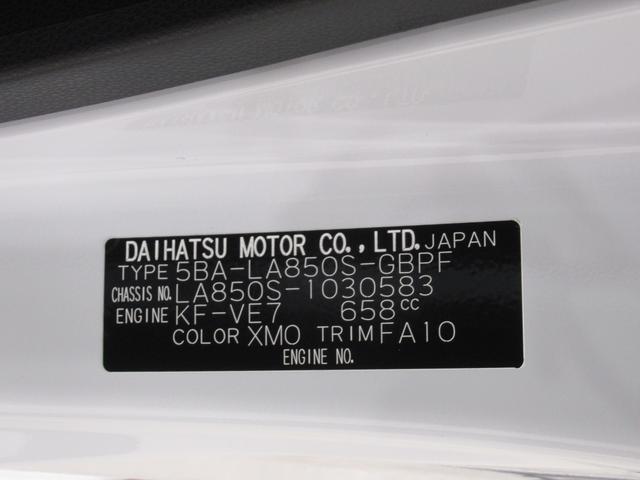 DAIHATSU MOTOR CO., LTD. JAPAN
TYPE 5BA-LA850S-GBPF
CHASSIS NO. LA850S-1030583
ENGINE KF-VE7 658cc
COLOR XM0 TRIM FA10
ENGINE NO.